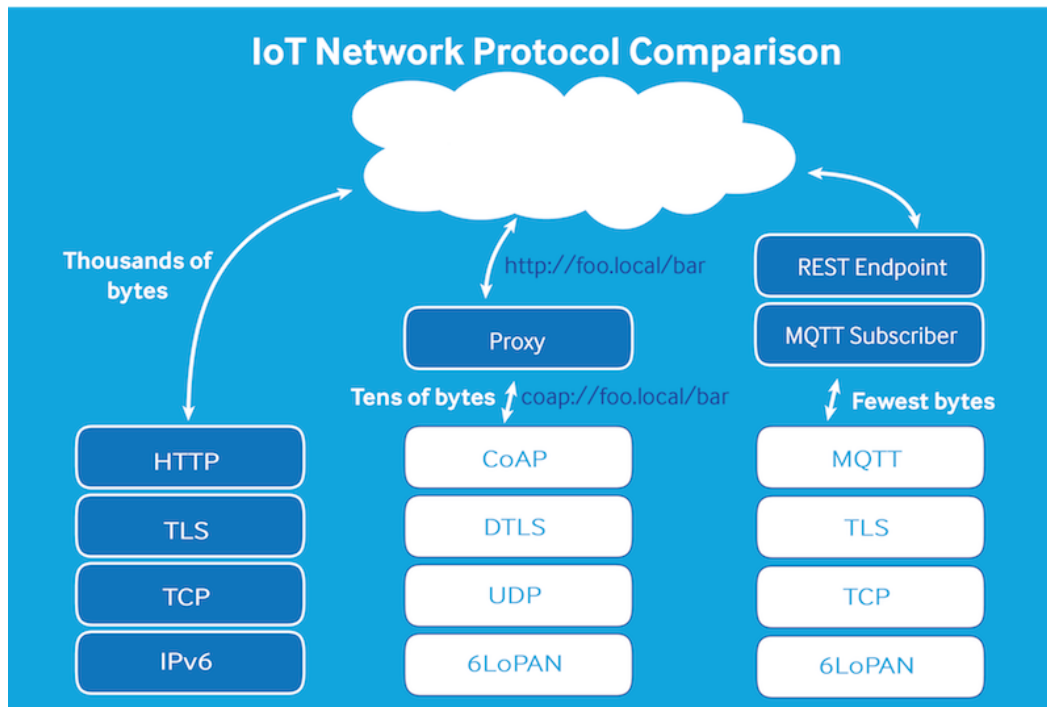 IoT Network Protocol Comparison
Thousands of
bytes
http://foo.local/bar
REST Endpoint
Proxy
MQTT Subscriber
Tens of bytes
coap://foo.local/bar
Fewest bytes
HTTP
CoAP
MQTT
TLS
DTLS
TLS
TCP
UDP
TCP
IPv6
6LoPAN
6LoPAN